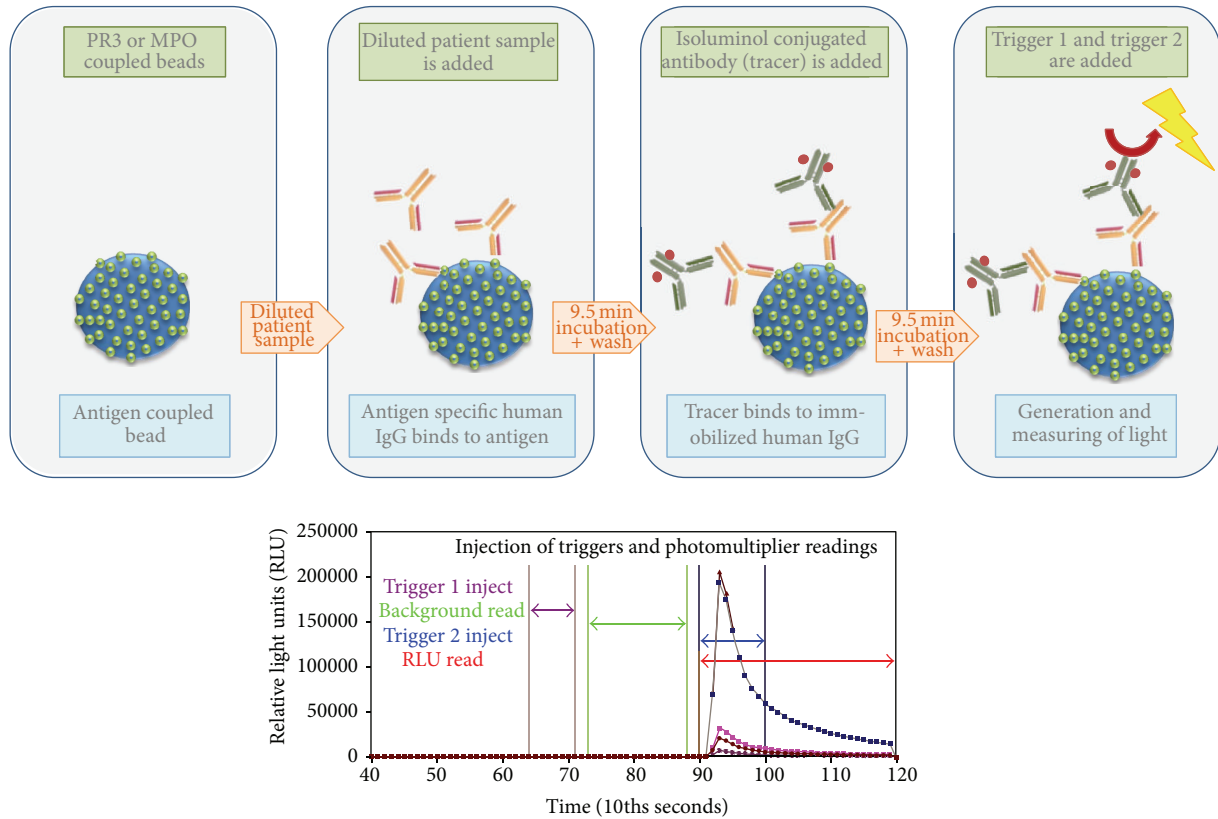 PR3 or MPO
coupled beads
Diluted patient sample
is added
Isoluminol conjugated
antibody (tracer) is added
Trigger 1 and trigger 2
are added
Diluted
patient
sample
9.5 min
incubation
+ wash
9.5 min
incubation
+ wash
Antigen coupled
bead
Antigen specific human
IgG binds to antigen
Tracer binds to imm-
obilized human IgG
Generation and
measuring of light
Injection of triggers and photomultiplier readings
Relative light units (RLU)
250000
200000
150000
100000
50000
0
Trigger 1 inject
Background read
Trigger 2 inject
RLU read
40 50 60 70 80 90 100 110 120
Time (10ths seconds)